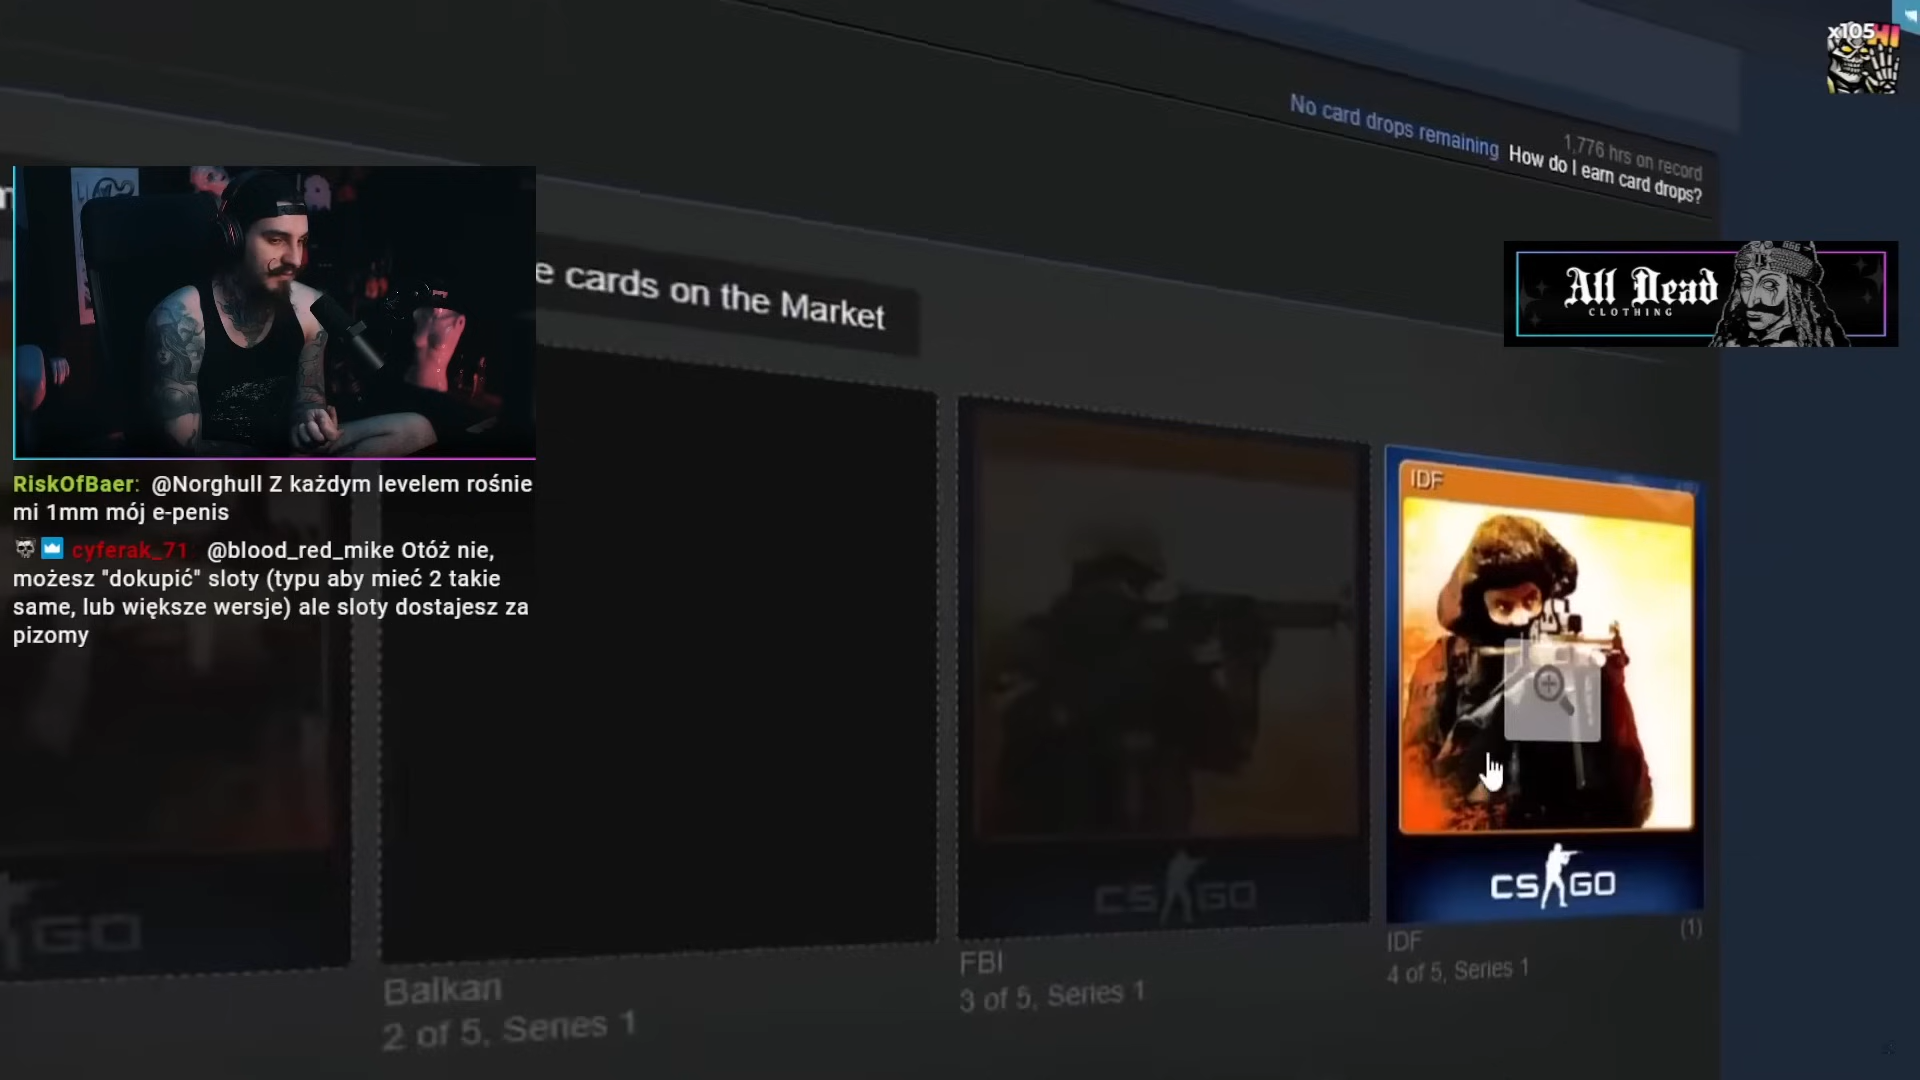 x105 HI
1,776 hrs on record
No card drops remaining How do I earn card drops?
All Dead
CLOTHING
666
e cards on the Market
RiskOfBaer: @Norghull Z każdym levelem rośnie
mi 1mm mój e-penis
cyferak_71: @blood_red_mike Otóż nie,
możesz "dokupić" sloty (typu aby mieć 2 takie
same, lub większe wersje) ale sloty dostajesz za
pizomy
IDF
CS GO
CS GO
GO
Balkan
2 of 5, Series 1
FBI
3 of 5, Series 1
IDF (1)
4 of 5, Series 1